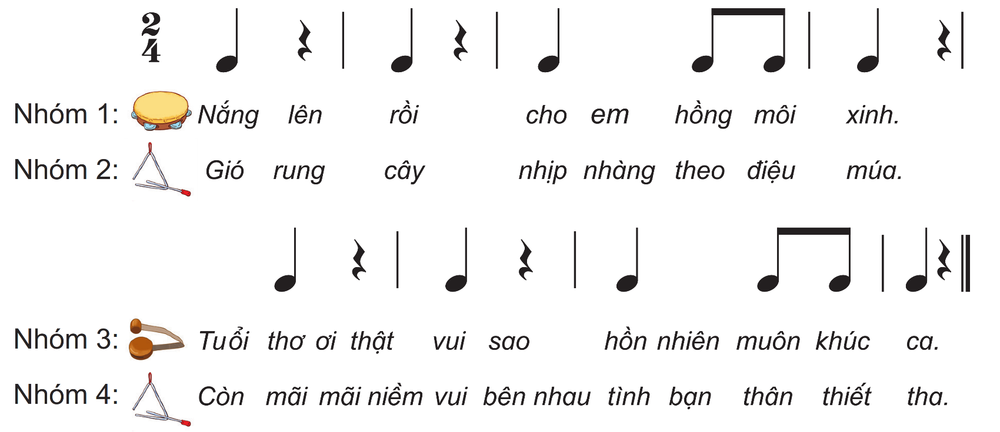 2
4
Nhóm 1: Nắng lên rồi cho em hồng môi xinh.
Nhóm 2: Gió rung cây nhịp nhàng theo điệu múa.
Nhóm 3: Tuổi thơ ơi thật vui sao hồn nhiên muôn khúc ca.
Nhóm 4: Còn mãi mãi niềm vui bên nhau tình bạn thân thiết tha.